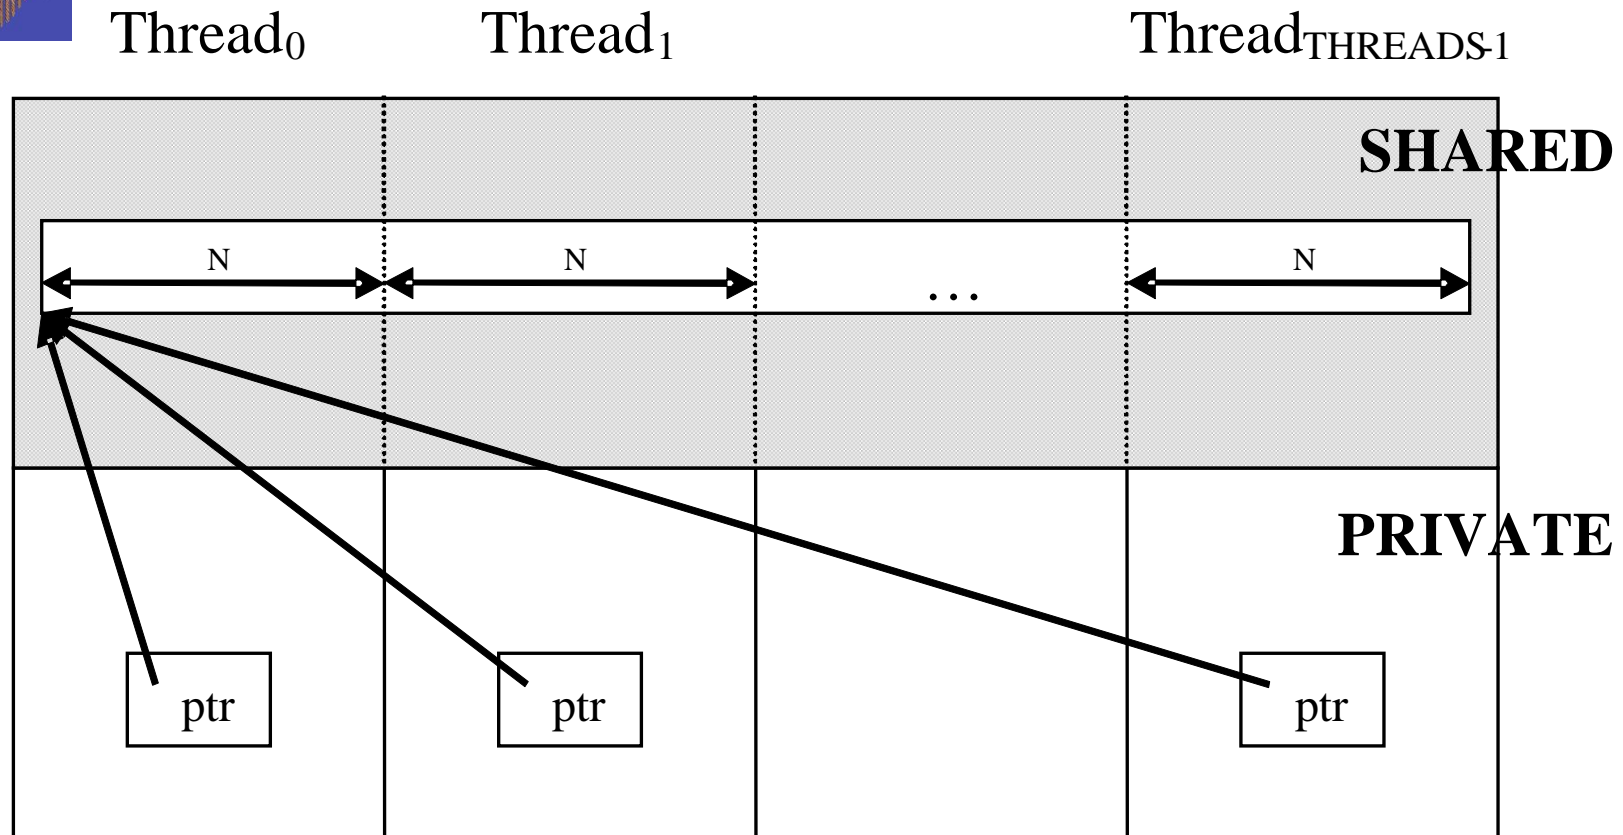 Thread0 Thread1 ThreadTHREADS-1
SHARED
N N ... N
PRIVATE
ptr ptr ptr